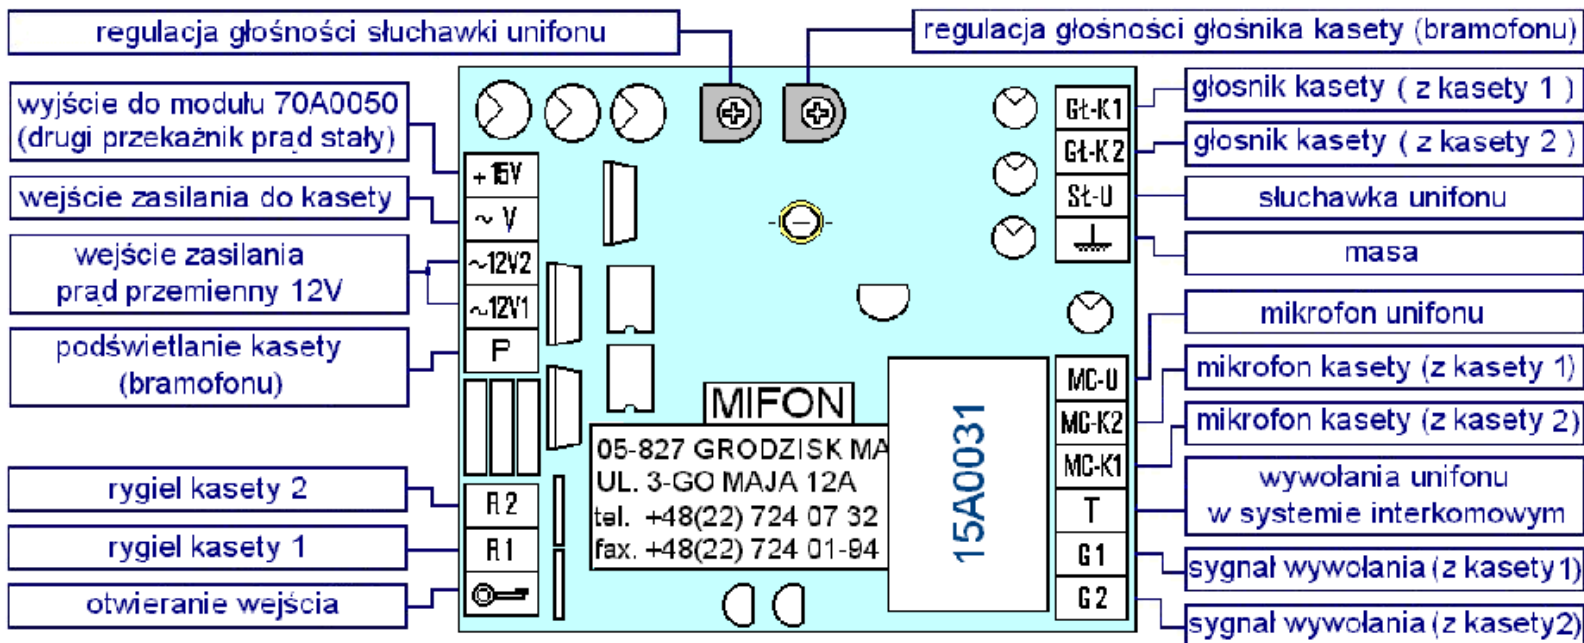 regulacja głośności słuchawki unifonu
regulacja głośności głośnika kasety (bramofonu)
wyjście do modułu 70A0050
(drugi przekaźnik prąd stały)
wejście zasilania do kasety
wejście zasilania
prąd przemienny 12V
podświetlanie kasety
(bramofonu)
rygiel kasety 2
rygiel kasety 1
otwieranie wejścia
+15V
~ V
~12V2
~12V1
P
R2
R1
MIFON
05-827 GRODZISK MA
UL. 3-GO MAJA 12A
tel. +48(22) 724 07 32
fax. +48(22) 724 01-94
15A0031
GŁ-K1
GŁ-K2
SŁ-U
MC-U
MC-K2
MC-K1
T
G1
G2
głosnik kasety ( z kasety 1 )
głosnik kasety ( z kasety 2 )
słuchawka unifonu
masa
mikrofon unifonu
mikrofon kasety (z kasety 1)
mikrofon kasety (z kasety 2)
wywołania unifonu
w systemie interkomowym
sygnał wywołania (z kasety1)
sygnał wywołania (z kasety2)